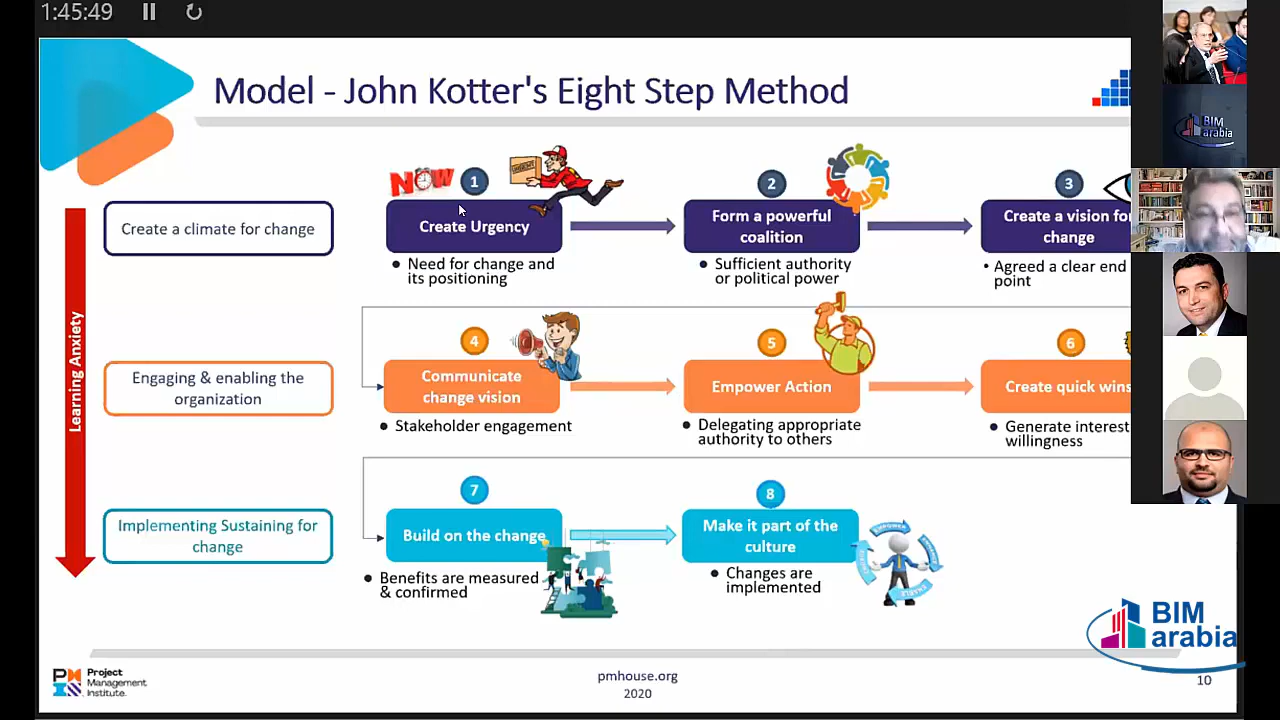 1:45:49
Model - John Kotter's Eight Step Method
NOW
1
2
3
Create a climate for change
Create Urgency
Form a powerful
coalition
Create a vision for
change
Need for change and
its positioning
Sufficient authority
or political power
Agreed a clear end
point
Learning Anxiety
4
5
6
Engaging & enabling the
organization
Communicate
change vision
Empower Action
Create quick wins
Stakeholder engagement
Delegating appropriate
authority to others
Generate interest
willingness
7
8
Implementing Sustaining for
change
Build on the change
Make it part of the
culture
Benefits are measured
& confirmed
Changes are
implemented
Project
Management
Institute.
pmhouse.org
2020
10
BIM
arabia
BIM
arabia